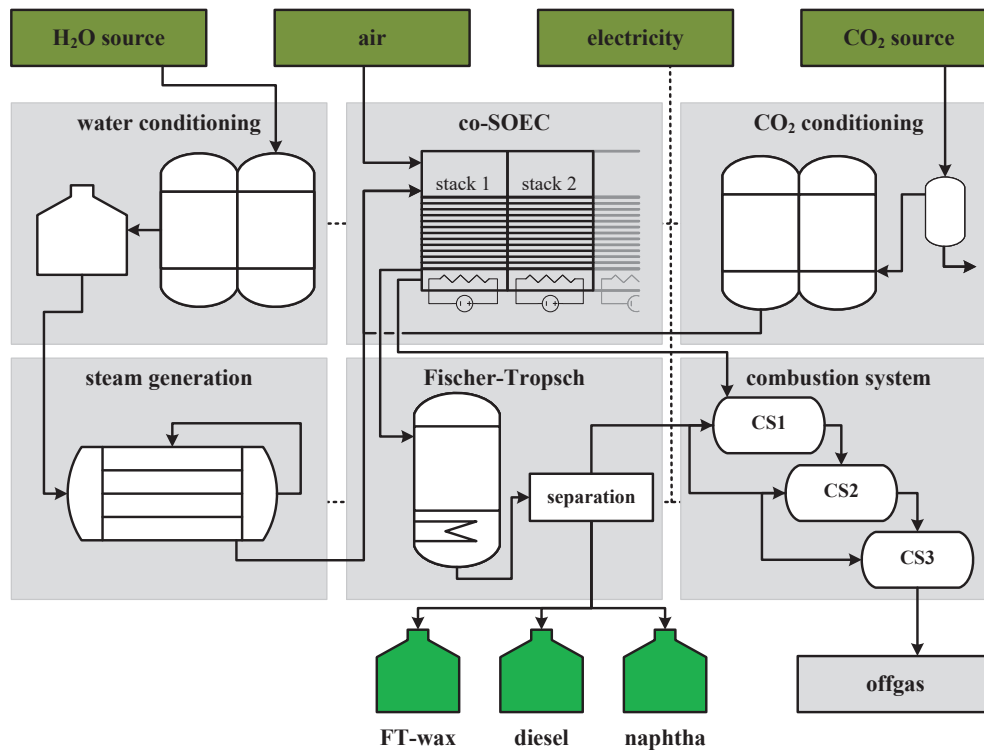 H₂O source
air
electricity
CO₂ source
water conditioning
co-SOEC
CO₂ conditioning
stack 1
stack 2
steam generation
Fischer-Tropsch
combustion system
CS1
CS2
separation
CS3
offgas
FT-wax
diesel
naphtha